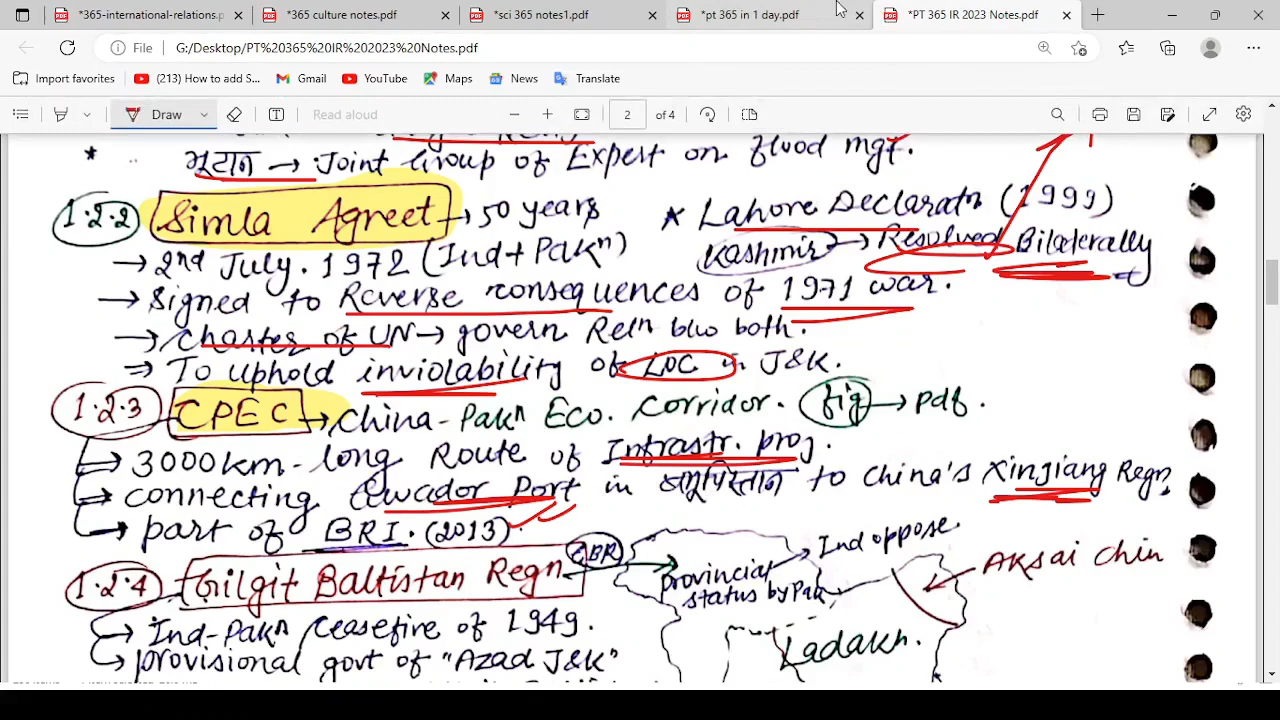 *365-international-relations.p
*365 culture notes.pdf
*sci 365 notes1.pdf
*pt 365 in 1 day.pdf
*PT 365 IR 2023 Notes.pdf
File
G:/Desktop/PT%20365%20IR%202023%20Notes.pdf
Import favorites
(213) How to add S...
Gmail
YouTube
Maps
News
Translate
Draw
Read aloud
2
of 4
* भूटान → Joint Group of Expert on flood mgt.
1.2.2 Simla Agreet → 50 years
* Lahore Declaratn (1999)
Kashmir → Resolved Bilaterally
→ 2nd July. 1972 (Ind+Pakn)
→ Signed to Reverse consequences of 1971 war.
→ Charter of UN → govern Reln b/w both.
⇒ To uphold inviolability of LOC in J&K.
1.2.3 CPEC → China-Pakn Eco. Corridor. fig → pdf.
⇒ 3000km-long Route of Infrastr. proj.
⇒ connecting Gwador Port in बलूचिस्तान to China's Xinjiang Regn,
→ part of BRI. (2013).
1.2.4 Gilgit Baltistan Regn
GBR
provincial status by Pak
Ind oppose
Aksai Chin
→ Ind-Pakn Ceasefire of 1949.
Ladakh.
→ provisional govt of "Azad J&K"